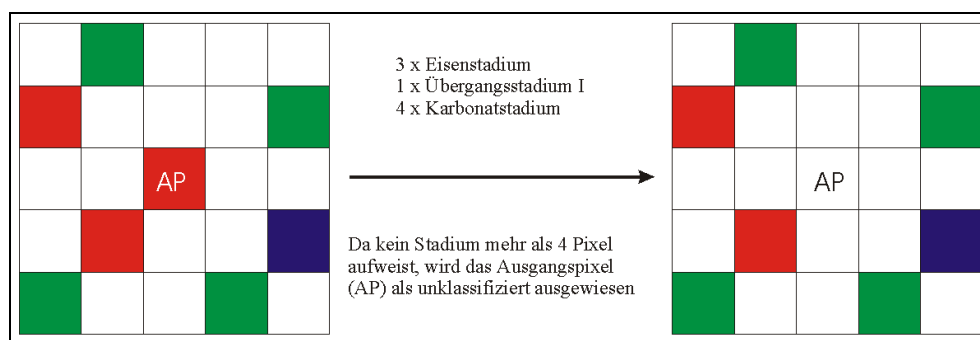 3 x Eisenstadium
1 x Übergangsstadium I
4 x Karbonatstadium
AP
AP
Da kein Stadium mehr als 4 Pixel
aufweist, wird das Ausgangspixel
(AP) als unklassifiziert ausgewiesen